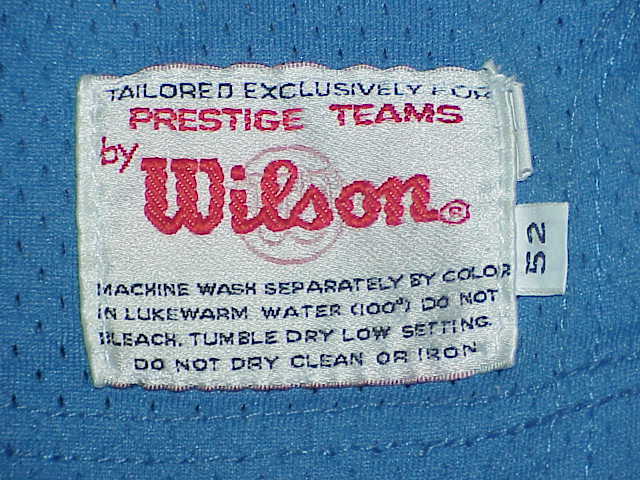 TAILORED EXCLUSIVELY FOR
PRESTIGE TEAMS
by Wilson®
MACHINE WASH SEPARATELY BY COLOR
IN LUKEWARM WATER (100°) DO NOT
BLEACH. TUMBLE DRY LOW SETTING.
DO NOT DRY CLEAN OR IRON
52